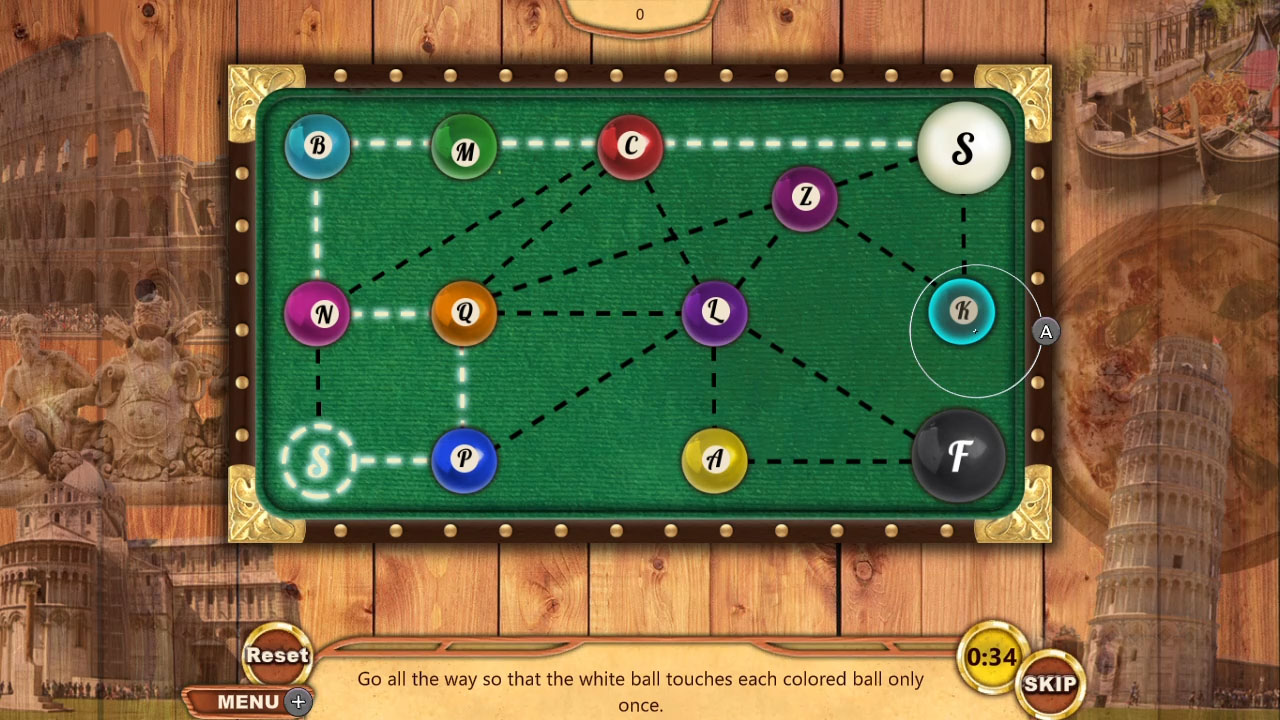 0
B
M
C
S
Z
N
Q
L
K
A
S
P
A
F
Reset
MENU +
Go all the way so that the white ball touches each colored ball only
once.
0:34
SKIP